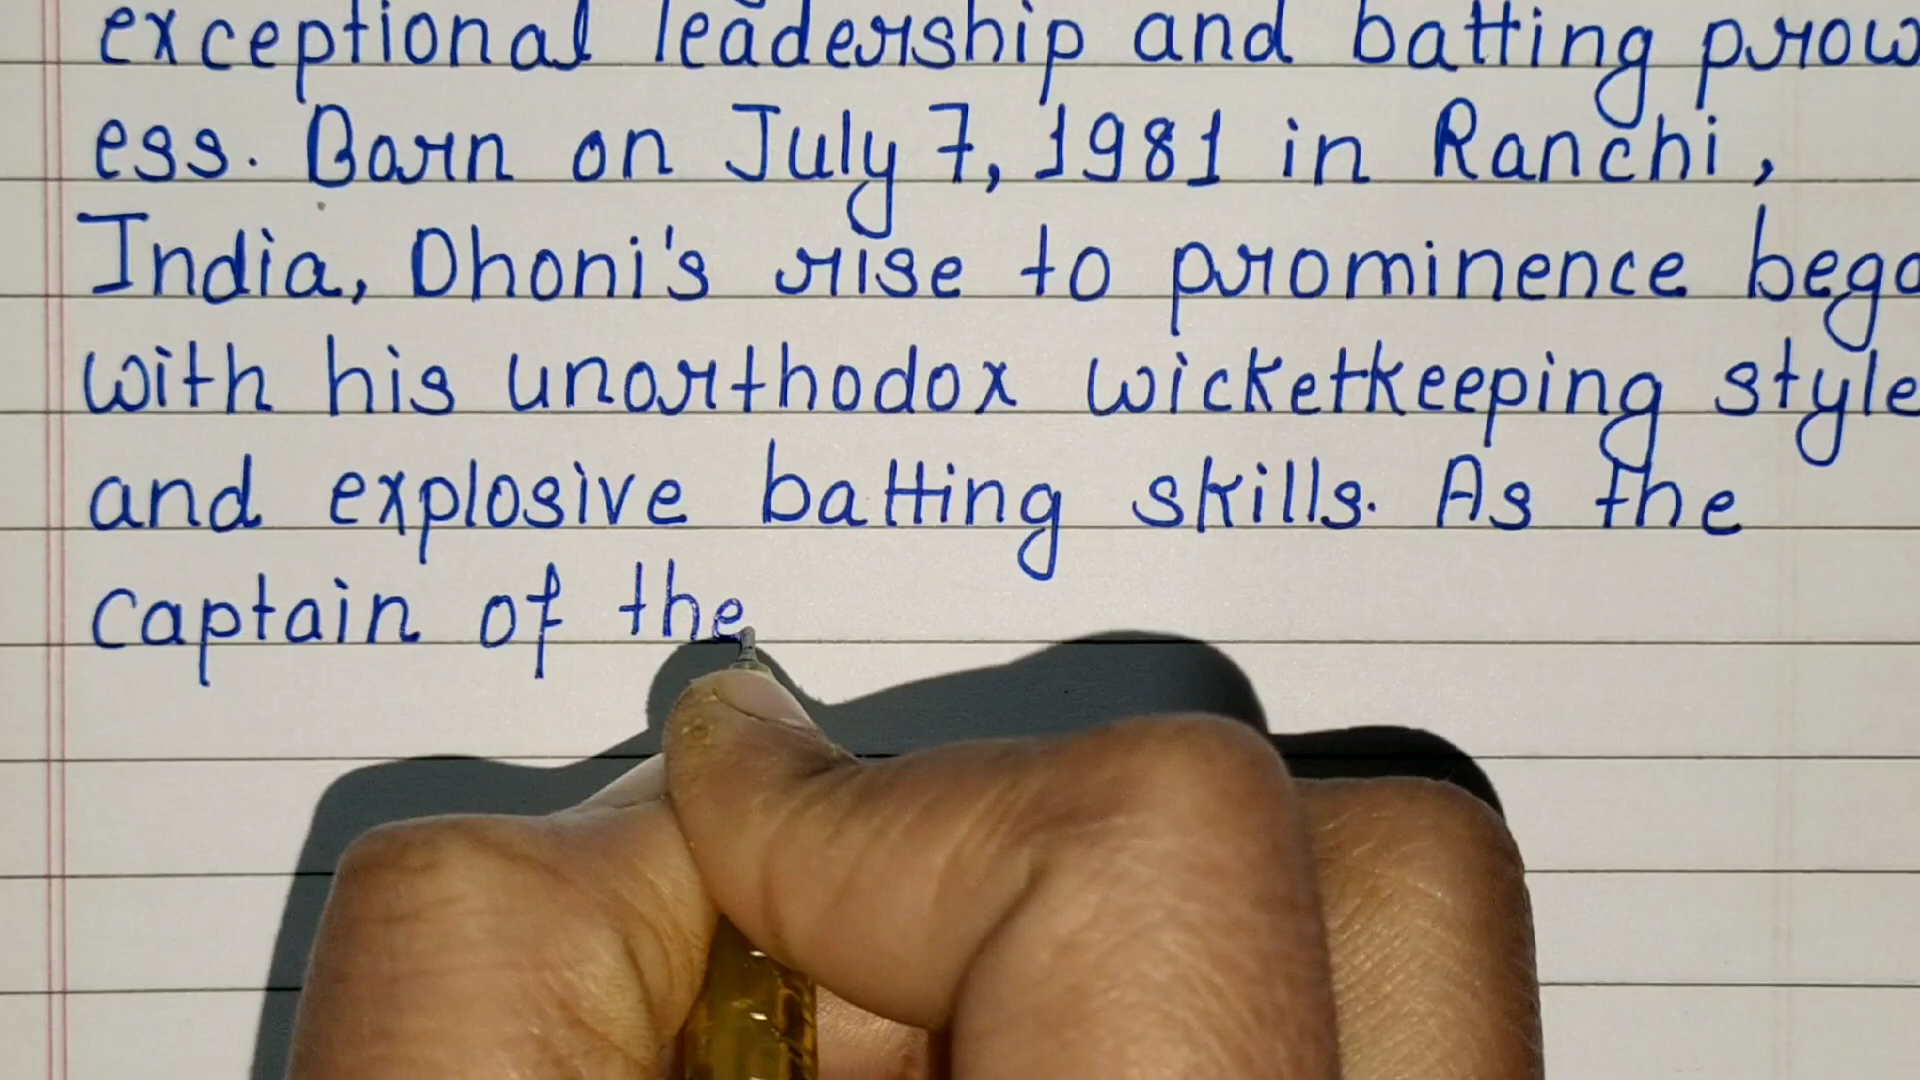 exceptional leadership and batting prow
ess. Born on July 7, 1981 in Ranchi,
India, Dhoni's rise to prominence bega
with his unorthodox wicketkeeping style
and explosive batting skills. As the
captain of the